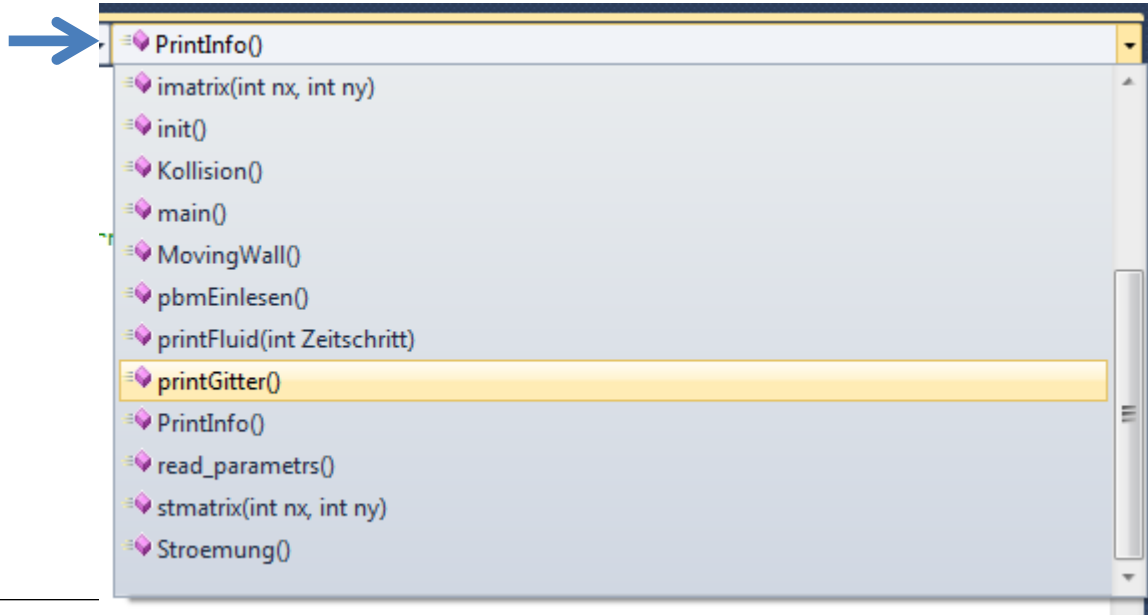 PrintInfo()
imatrix(int nx, int ny)
init()
Kollision()
main()
MovingWall()
pbmEinlesen()
printFluid(int Zeitschritt)
printGitter()
PrintInfo()
read_parametrs()
stmatrix(int nx, int ny)
Stroemung()